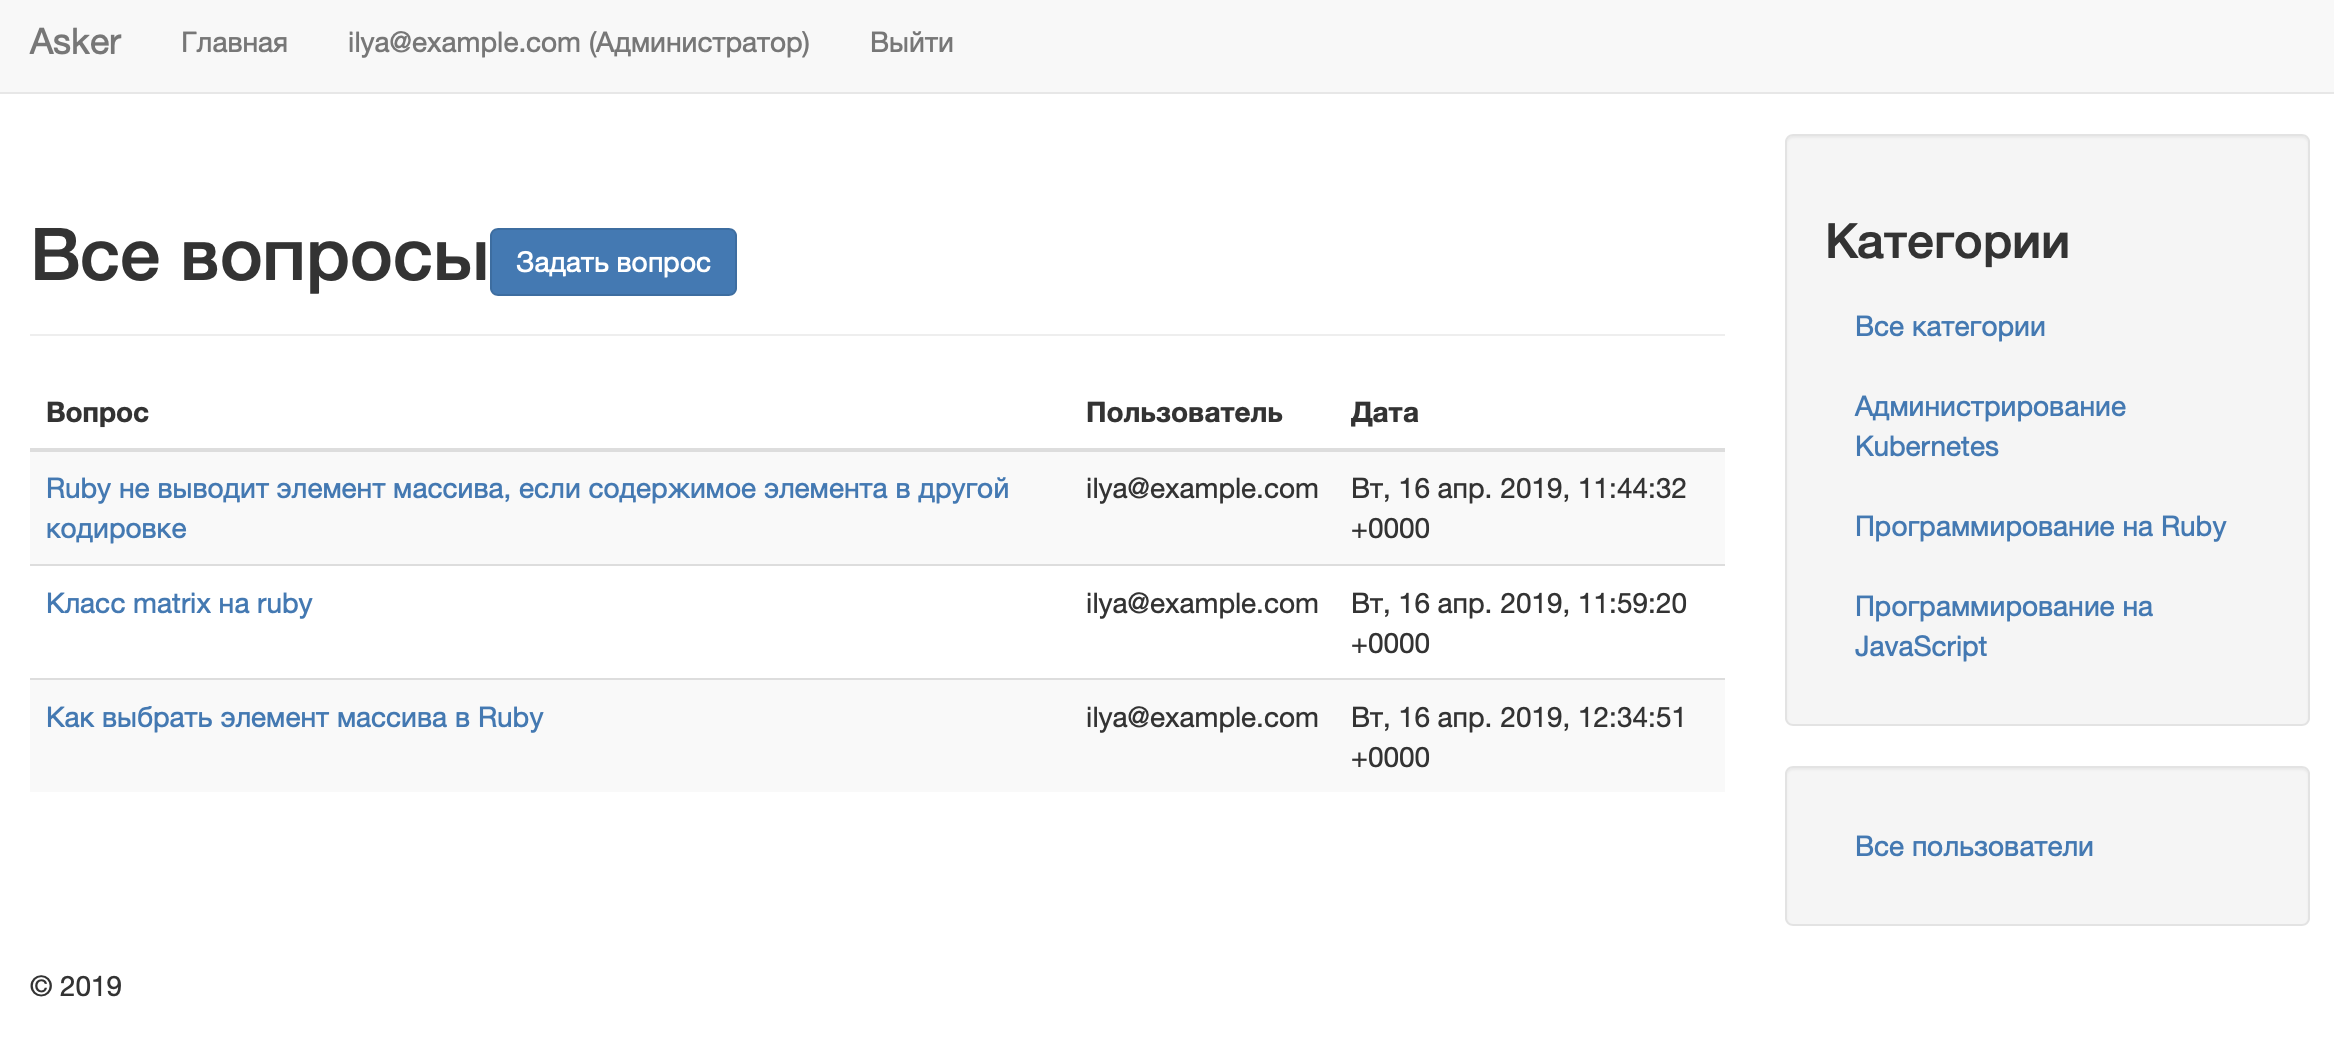 Asker Главная ilya@example.com (Администратор) Выйти
Все вопросы Задать вопрос
Вопрос Пользователь Дата
Ruby не выводит элемент массива, если содержимое элемента в другой
кодировке
ilya@example.com
Вт, 16 апр. 2019, 11:44:32
+0000
Класс matrix на ruby
ilya@example.com
Вт, 16 апр. 2019, 11:59:20
+0000
Как выбрать элемент массива в Ruby
ilya@example.com
Вт, 16 апр. 2019, 12:34:51
+0000
Категории
Все категории
Администрирование
Kubernetes
Программирование на Ruby
Программирование на
JavaScript
Все пользователи
© 2019